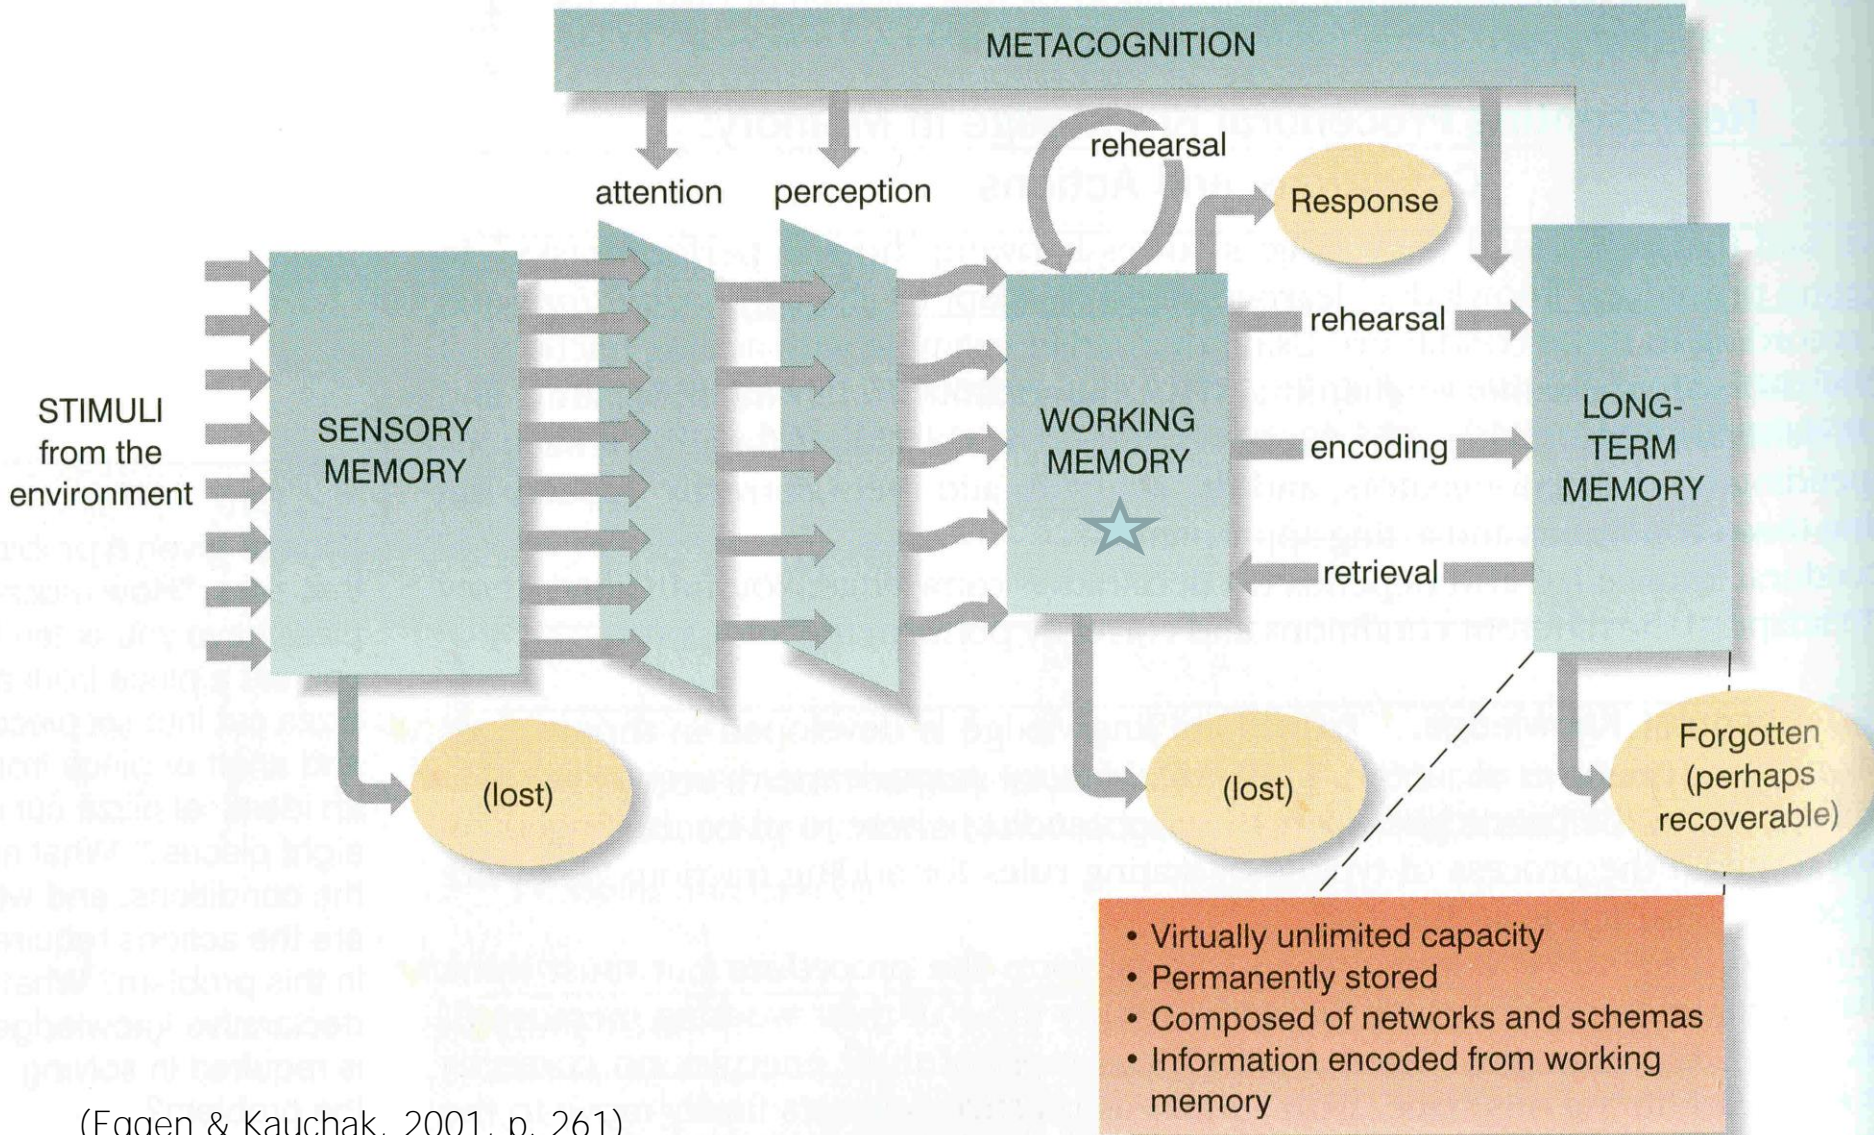 METACOGNITION
rehearsal
Response
attention
perception
STIMULI
from the
environment
SENSORY
MEMORY
WORKING
MEMORY
rehearsal
encoding
retrieval
LONG-
TERM
MEMORY
(lost)
(lost)
Forgotten
(perhaps
recoverable)
• Virtually unlimited capacity
• Permanently stored
• Composed of networks and schemas
• Information encoded from working
memory
(Eggen & Kauchak, 2001, p. 261)